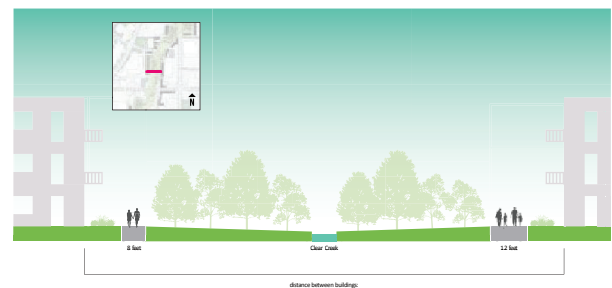 N
8 feet
Clear Creek
12 feet
distance between buildings: